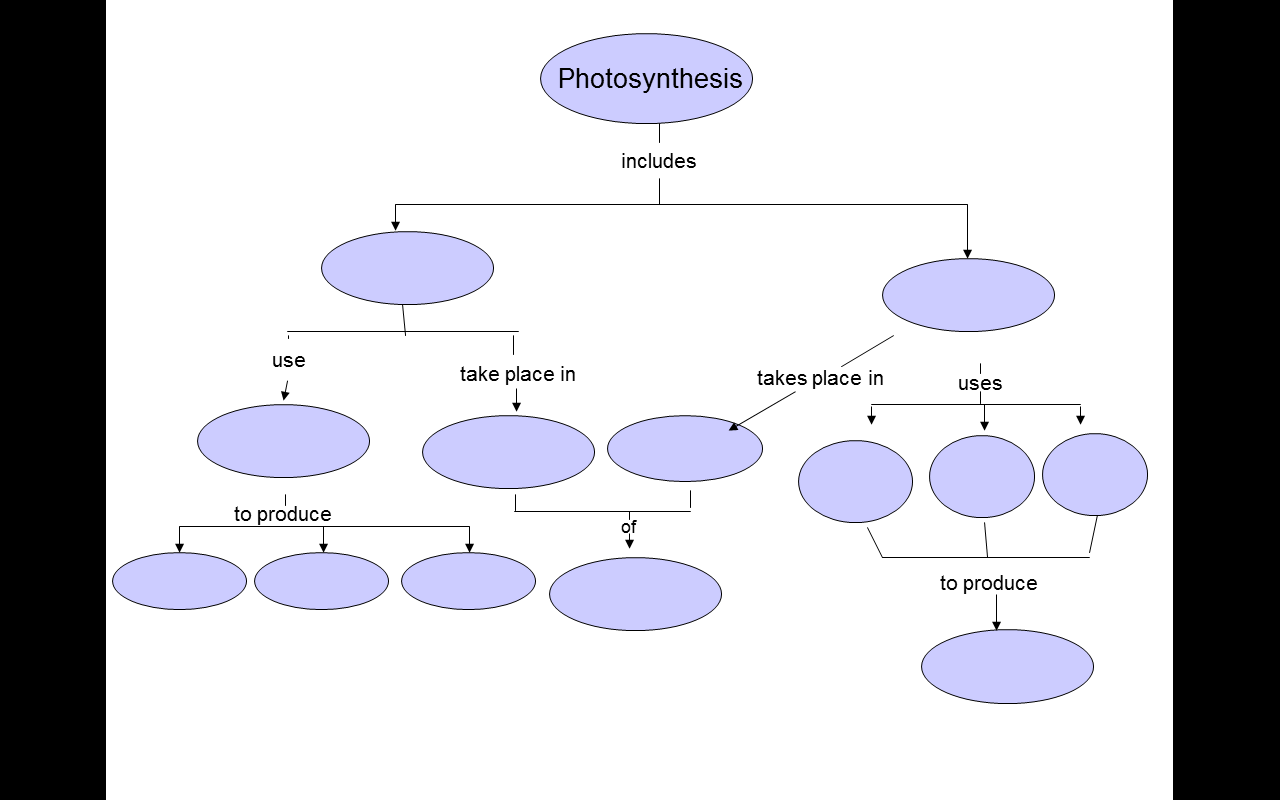 Photosynthesis
includes
use
take place in
takes place in
uses
to produce
of
to produce